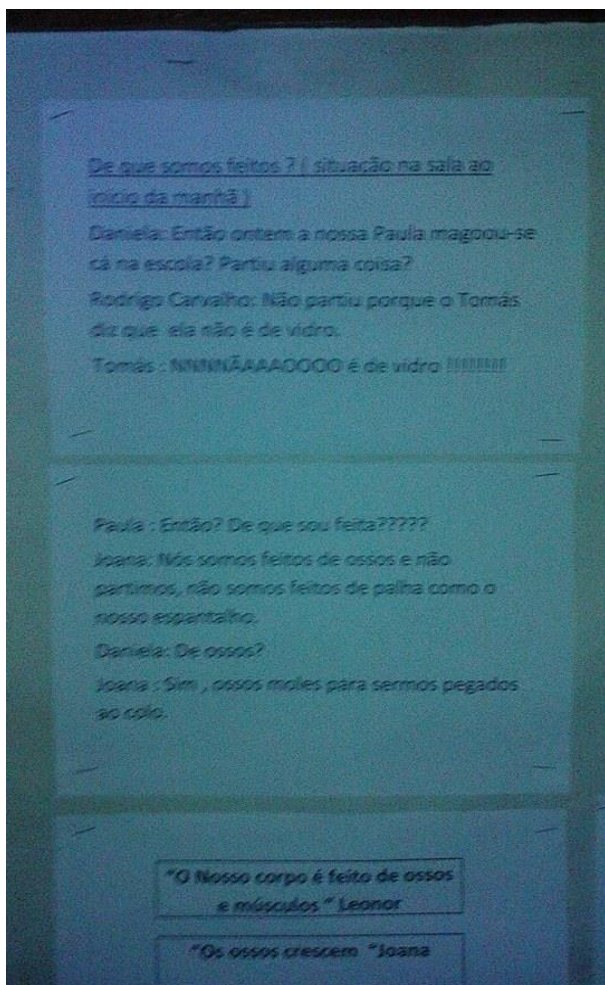 De que somos feitos ? ( situação na sala ao
início da manhã )
Daniela: Então ontem a nossa Paula magoou-se
cá na escola? Partiu alguma coisa?
Rodrigo Carvalho: Não partiu porque o Tomás
diz que ela não é de vidro.
Tomás : NNNNÃAAADOOO é de vidro !!!!!!!!!
Paula : Então? De que sou feita?????
Joana: Nós somos feitos de ossos e não
partimos, não somos feitos de palha como o
nosso espantalho.
Daniela: De ossos?
Joana : Sim , ossos moles para sermos pegados
ao colo.
"O Nosso corpo é feito de ossos
e músculos " Leonor
"Os ossos crescem "Joana